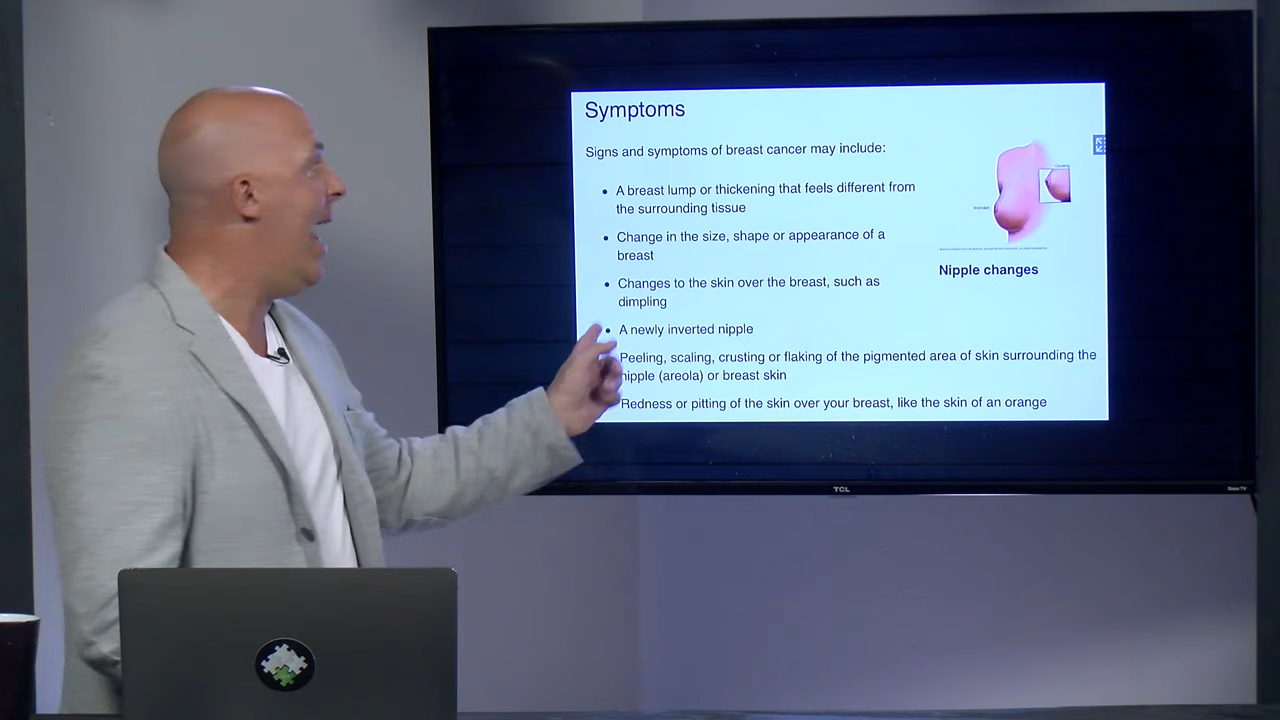 Symptoms
Signs and symptoms of breast cancer may include:
A breast lump or thickening that feels different from
the surrounding tissue
Change in the size, shape or appearance of a
breast
Changes to the skin over the breast, such as
dimpling
A newly inverted nipple
Peeling, scaling, crusting or flaking of the pigmented area of skin surrounding the
nipple (areola) or breast skin
Redness or pitting of the skin over your breast, like the skin of an orange
Nipple changes
TCL
Roku TV